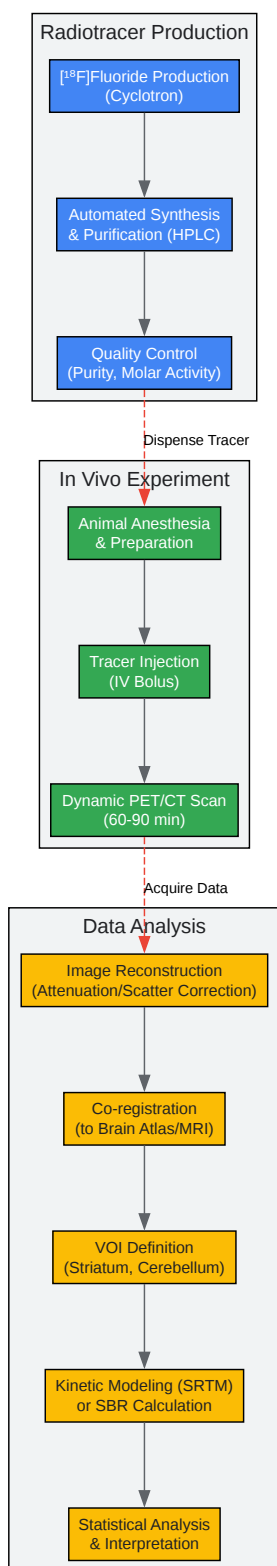 Radiotracer Production
[¹⁸F]Fluoride Production
(Cyclotron)
Automated Synthesis
& Purification (HPLC)
Quality Control
(Purity, Molar Activity)
Dispense Tracer
In Vivo Experiment
Animal Anesthesia
& Preparation
Tracer Injection
(IV Bolus)
Dynamic PET/CT Scan
(60-90 min)
Acquire Data
Data Analysis
Image Reconstruction
(Attenuation/Scatter Correction)
Co-registration
(to Brain Atlas/MRI)
VOI Definition
(Striatum, Cerebellum)
Kinetic Modeling (SRTM)
or SBR Calculation
Statistical Analysis
& Interpretation